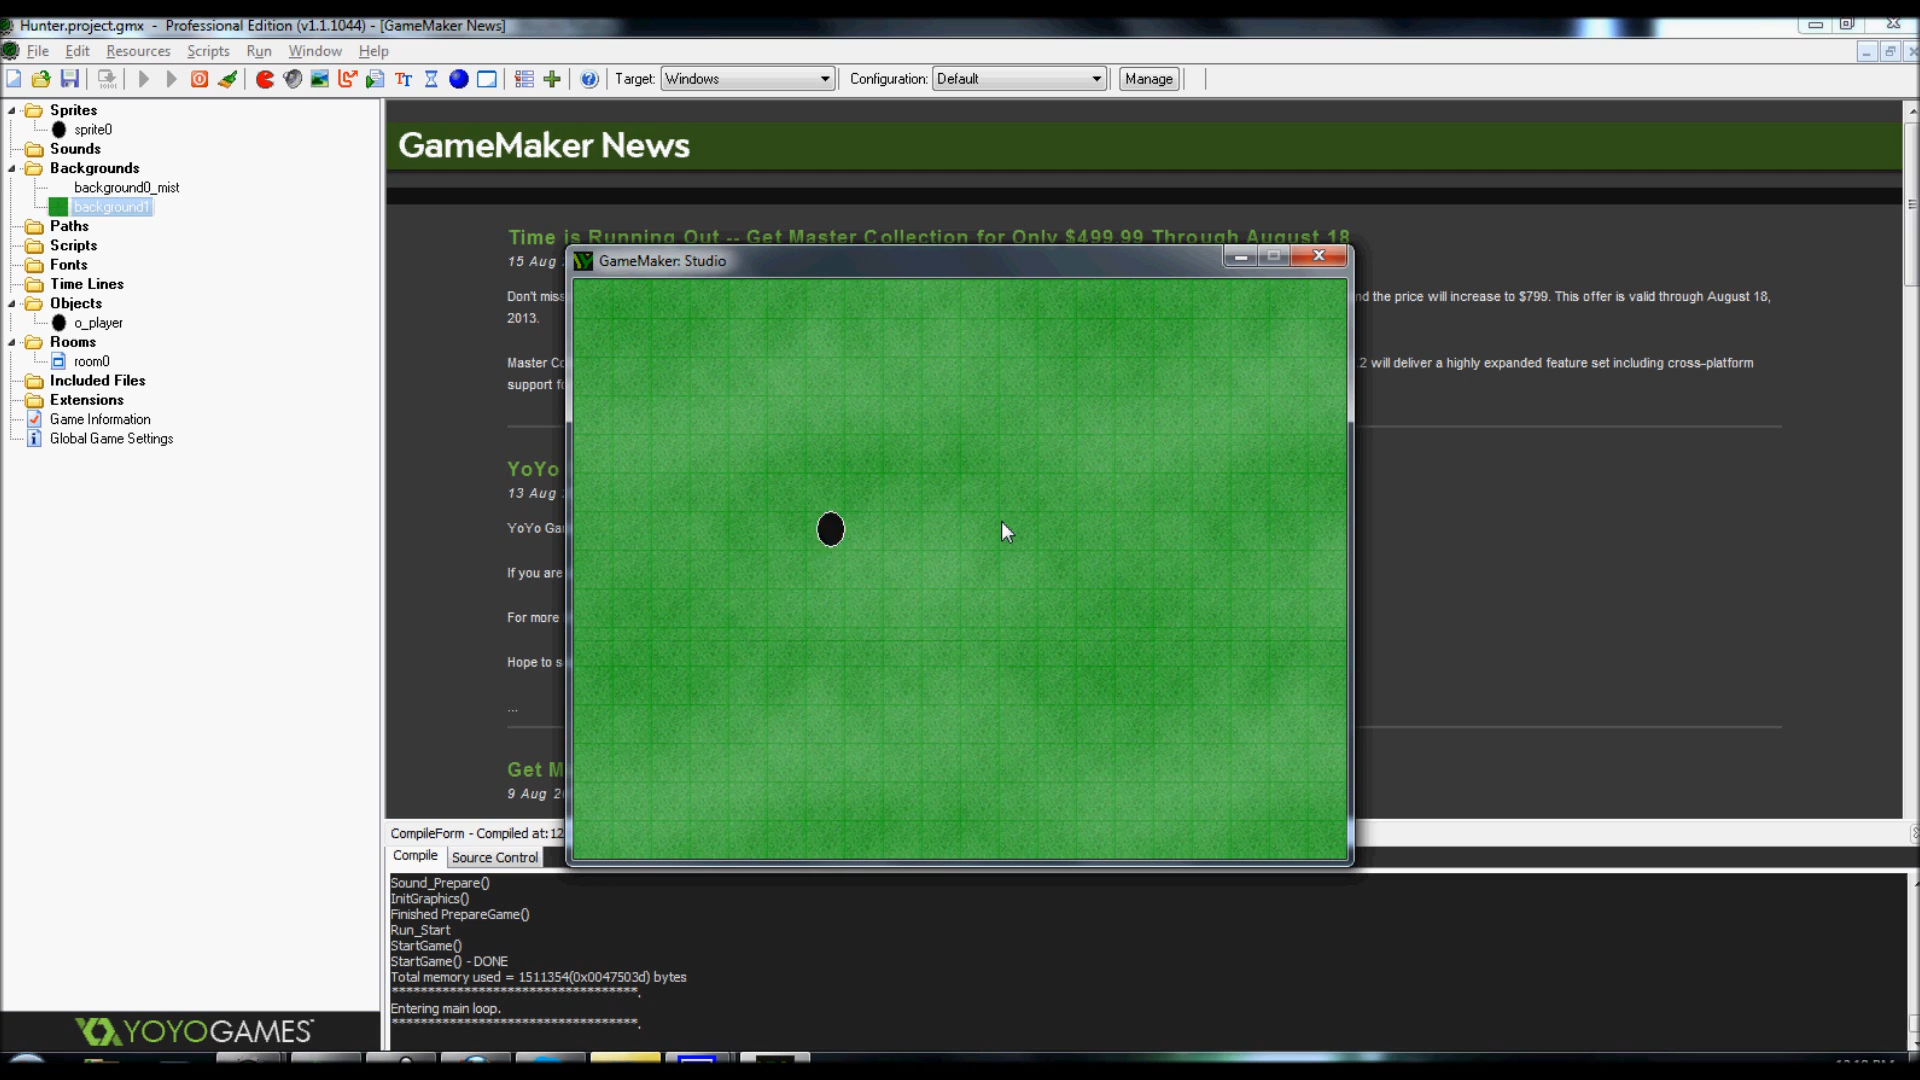 Hunter.project.gmx - Professional Edition (v1.1.1044) - [GameMaker News]
File Edit Resources Scripts Run Window Help
Target: Windows Configuration: Default Manage
Sprites
sprite0
Sounds
Backgrounds
background0_mist
background1
Paths
Scripts
Fonts
Time Lines
Objects
o_player
Rooms
room0
Included Files
Extensions
Game Information
Global Game Settings
YOYOGAMES
GameMaker News
Time is Running Out -- Get Master Collection for Only $499.99 Through August 18
15 Aug
Don't miss nd the price will increase to $799. This offer is valid through August 18,
2013.
Master Co .2 will deliver a highly expanded feature set including cross-platform
support fo
YoYo
13 Aug
YoYo Gam
If you are
For more
Hope to s
...
Get M
9 Aug 20
GameMaker: Studio
CompileForm - Compiled at: 12
Compile Source Control
Sound_Prepare()
InitGraphics()
Finished PrepareGame()
Run_Start
StartGame()
StartGame() - DONE
Total memory used = 1511354(0x0047503d) bytes
***********************************.
Entering main loop.
***********************************.